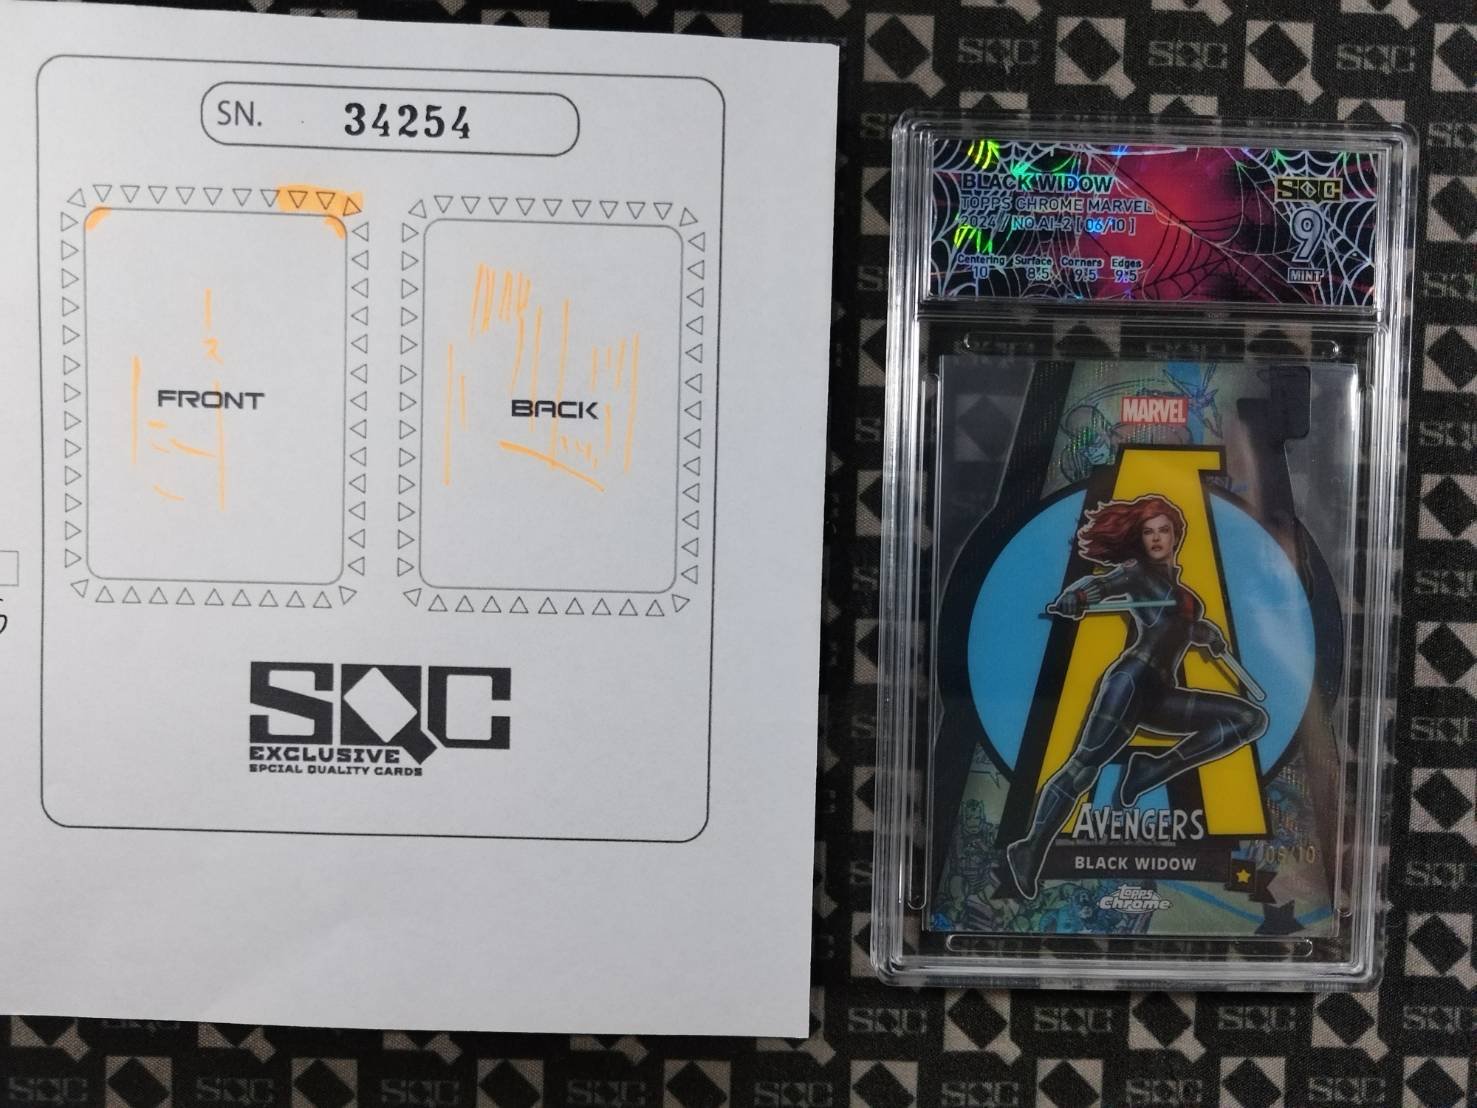 SN. 34254
FRONT
BACK
SQC
EXCLUSIVE
SPCIAL QUALITY CARDS
BLACK WIDOW
TOPPS CHROME MARVEL
2024 / NO.AI-2 [ 06/10 ]
Centering Surface Corners Edges
10 8.5 9.5 9.5
SQC
9
MINT
MARVEL
AVENGERS
BLACK WIDOW
06/10
Topps
Chrome